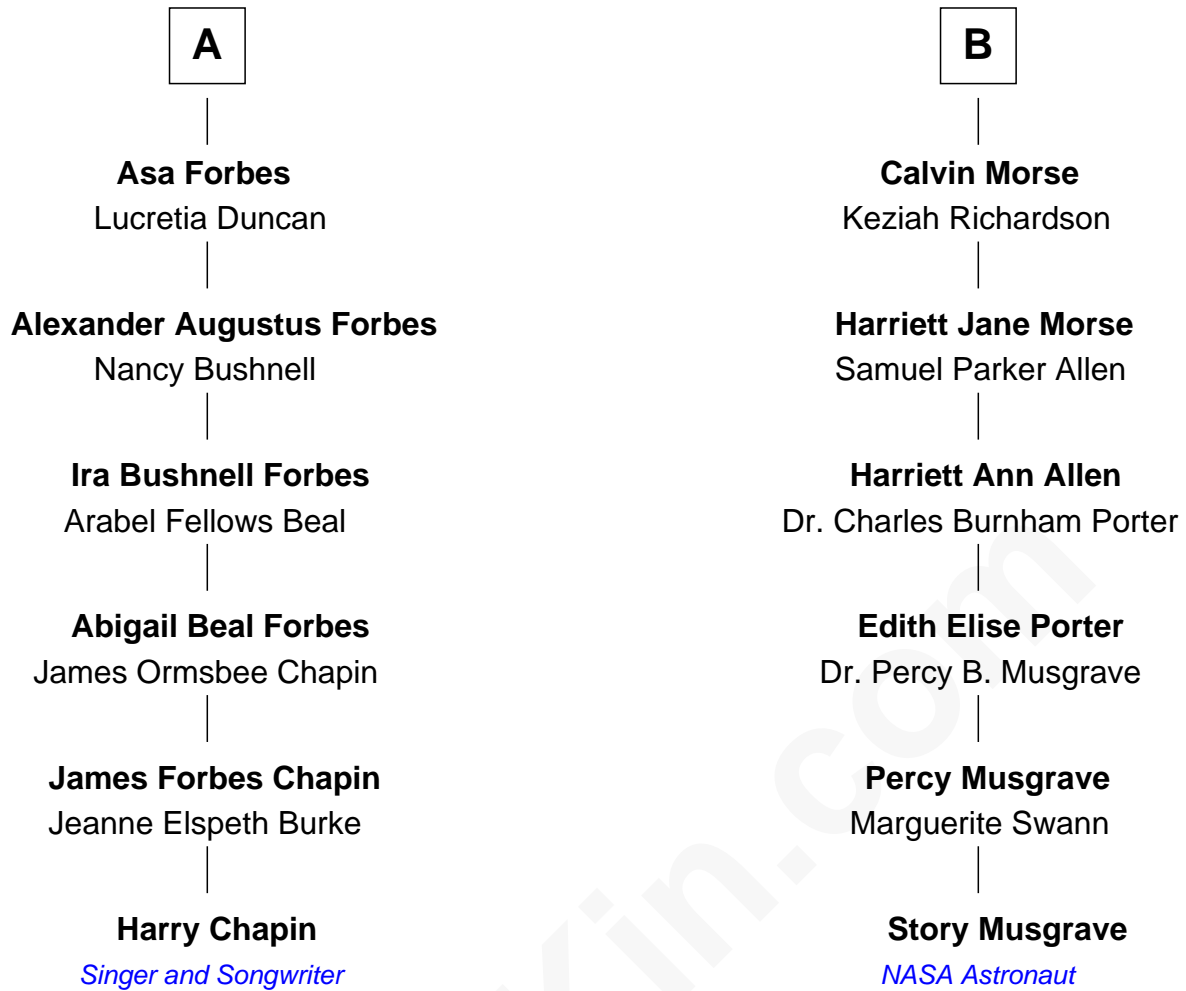 A
Asa Forbes
Lucretia Duncan
Alexander Augustus Forbes
Nancy Bushnell
Ira Bushnell Forbes
Arabel Fellows Beal
Abigail Beal Forbes
James Ormsbee Chapin
James Forbes Chapin
Jeanne Elspeth Burke
Harry Chapin
Singer and Songwriter
B
Calvin Morse
Keziah Richardson
Harriett Jane Morse
Samuel Parker Allen
Harriett Ann Allen
Dr. Charles Burnham Porter
Edith Elise Porter
Dr. Percy B. Musgrave
Percy Musgrave
Marguerite Swann
Story Musgrave
NASA Astronaut
Kin.com